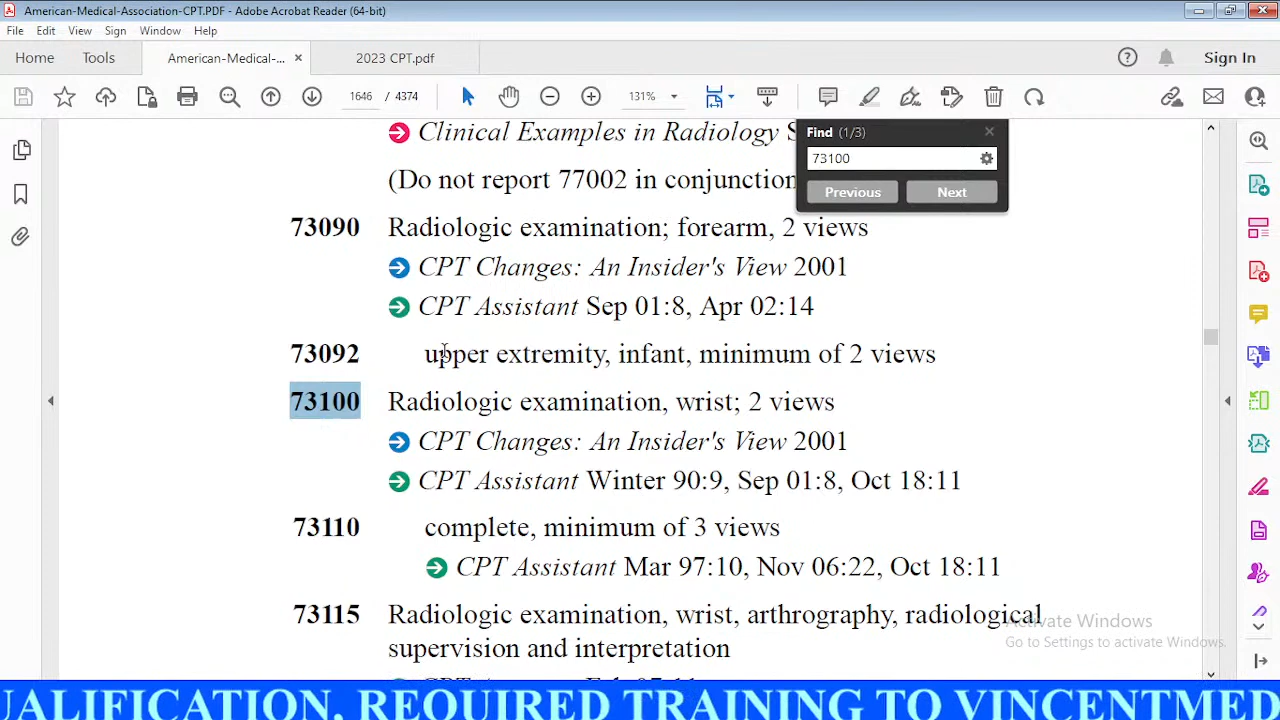 American-Medical-Association-CPT.PDF - Adobe Acrobat Reader (64-bit)
File Edit View Sign Window Help
Home Tools American-Medical-... × 2023 CPT.pdf Sign In
1646 / 4374 131%
Find (1/3)
73100
Previous Next
Clinical Examples in Radiology S
(Do not report 77002 in conjunction
73090 Radiologic examination; forearm, 2 views
CPT Changes: An Insider's View 2001
CPT Assistant Sep 01:8, Apr 02:14
73092 upper extremity, infant, minimum of 2 views
73100 Radiologic examination, wrist; 2 views
CPT Changes: An Insider's View 2001
CPT Assistant Winter 90:9, Sep 01:8, Oct 18:11
73110 complete, minimum of 3 views
CPT Assistant Mar 97:10, Nov 06:22, Oct 18:11
73115 Radiologic examination, wrist, arthrography, radiological
supervision and interpretation
Activate Windows
Go to Settings to activate Windows.
UALIFICATION, REQUIRED TRAINING TO VINCENTMED